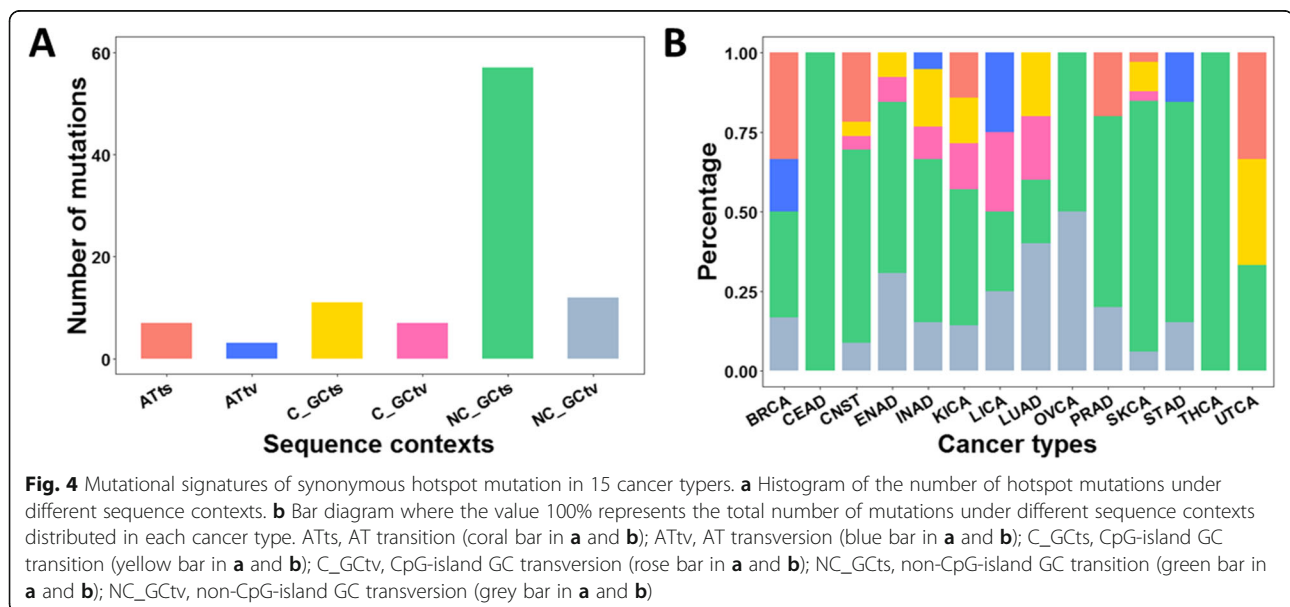 A
Number of mutations
60
40
20
0
ATts
ATtv
C_GCts
C_GCtv
NC_GCts
NC_GCtv
Sequence contexts
B
Percentage
1.00
0.75
0.50
0.25
0.00
BRCA
CEAD
CNST
ENAD
INAD
KICA
LICA
LUAD
OVCA
PRAD
SKCA
STAD
THCA
UTCA
Cancer types
Fig. 4 Mutational signatures of synonymous hotspot mutation in 15 cancer typers. a Histogram of the number of hotspot mutations under
different sequence contexts. b Bar diagram where the value 100% represents the total number of mutations under different sequence contexts
distributed in each cancer type. ATts, AT transition (coral bar in a and b); ATtv, AT transversion (blue bar in a and b); C_GCts, CpG-island GC
transition (yellow bar in a and b); C_GCtv, CpG-island GC transversion (rose bar in a and b); NC_GCts, non-CpG-island GC transition (green bar in
a and b); NC_GCtv, non-CpG-island GC transversion (grey bar in a and b)